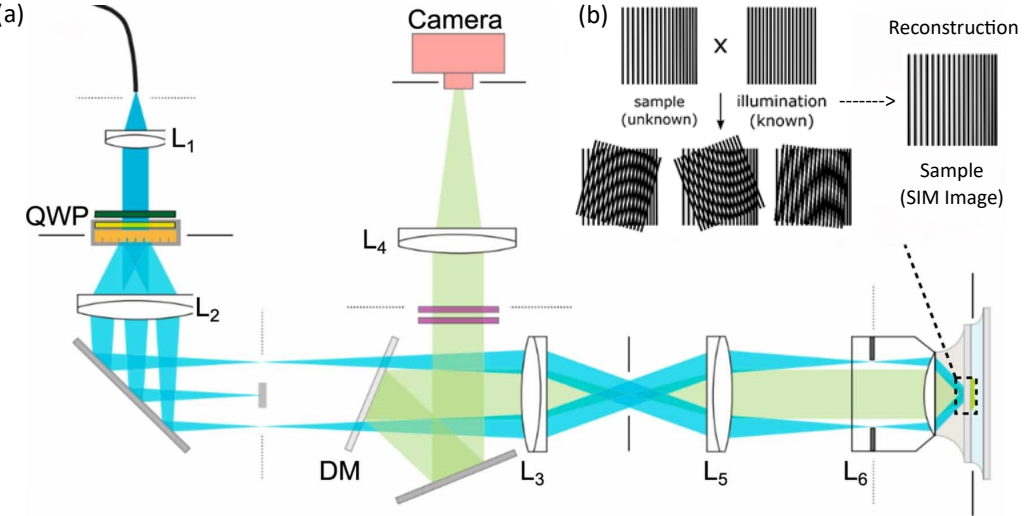 (a)
Camera
L1
QWP
L2
L4
DM
L3
L5
L6
(b)
x
sample
(unknown)
illumination
(known)
Reconstruction
Sample
(SIM Image)